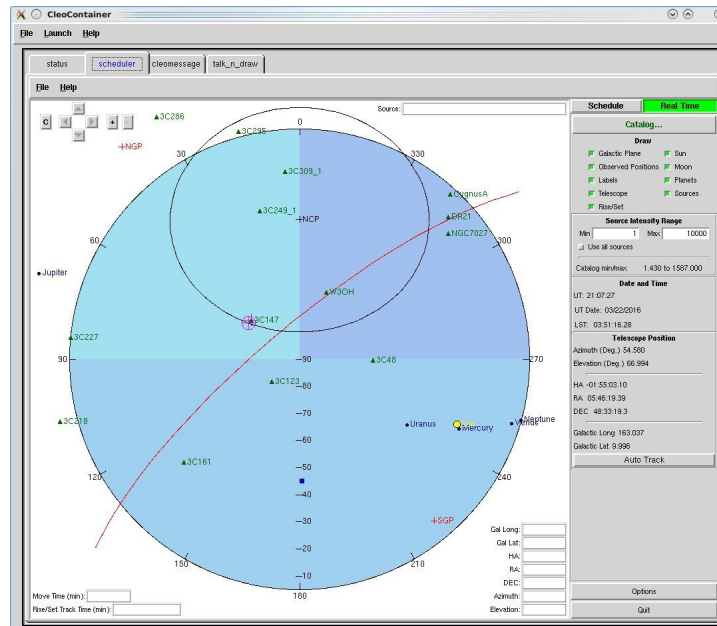 CleoContainer
File Launch Help
status scheduler cleomessage talk_n_draw
File Help
C + -
Source:
Schedule Real Time
Catalog...
Draw
Galactic Plane Sun
Observed Positions Moon
Labels Planets
Telescope Sources
Rise/Set
Source Intensity Range
Min 1 Max 10000
Use all sources
Catalog min/max 1.430 to 1587.000
Date and Time
UT: 21:07:27
UT Date: 03/22/2016
LST: 03:51:16.28
Telescope Position
Azimuth (Deg.) 54.580
Elevation (Deg.) 66.994
HA -01:55:03.10
RA 05:46:19.39
DEC 48:33:19.3
Galactic Long 163.037
Galactic Lat 9.996
Auto Track
Options
Quit
3C286
3C295
0
NGP
30
330
3C309_1
CygnusA
3C249_1
NCP
DR21
NGC7027
60
300
Jupiter
W3OH
3C147
3C227
90
90
3C48
270
3C123
80
70
3C218
Uranus
Mercury
Venus
Neptune
60
3C161
50
120
240
40
30
SGP
20
150
210
10
180
Gal Long:
Gal Lat:
HA:
RA:
DEC:
Azimuth:
Elevation:
Move Time (min):
Rise/Set Track Time (min):